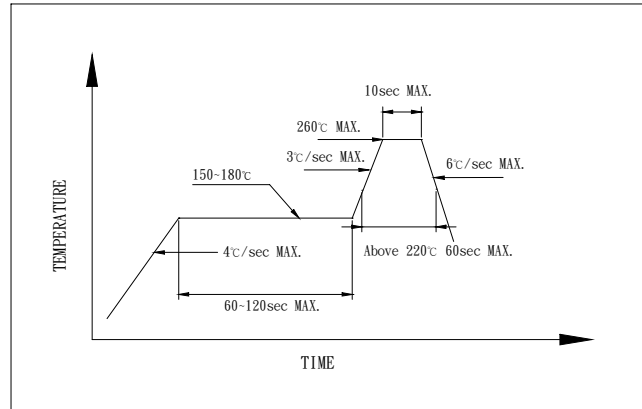 10sec MAX.
260℃ MAX.
3℃/sec MAX.
6℃/sec MAX.
150~180℃
4℃/sec MAX.
Above 220℃ 60sec MAX.
60~120sec MAX.
TEMPERATURE
TIME